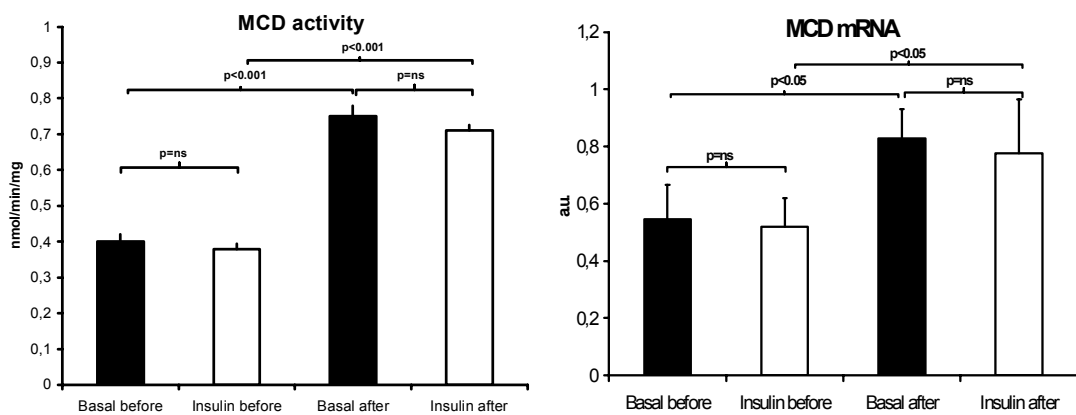 MCD activity
1
0,9
0,8
0,7
0,6
0,5
0,4
0,3
0,2
0,1
0
nmol/min/mg
p<0.001
p<0.001
p=ns
p=ns
Basal before Insulin before Basal after Insulin after
MCD mRNA
1,2
1
0,8
0,6
0,4
0,2
0
a.u.
p<0.05
p<0.05
p=ns
p=ns
Basal before Insulin before Basal after Insulin after